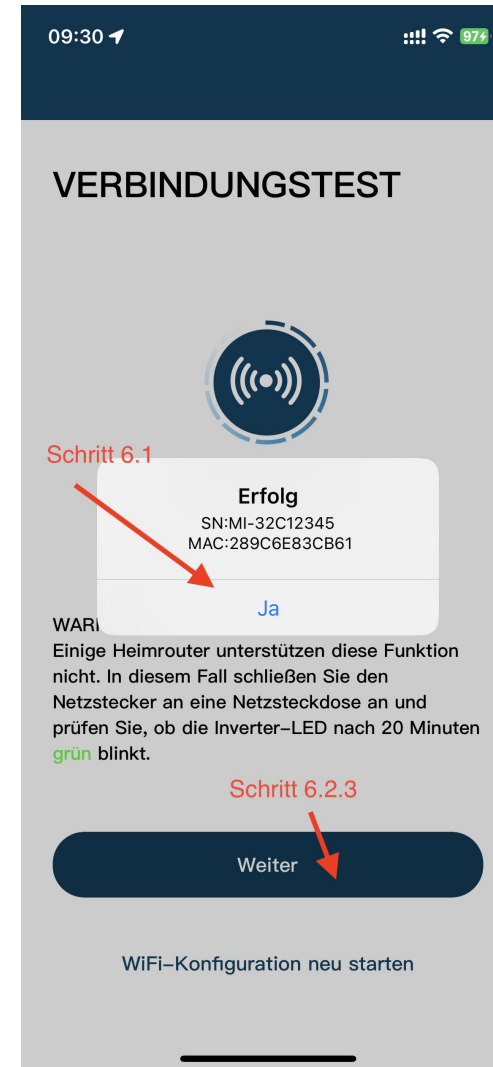 09:30
97
VERBINDUNGSTEST
Schritt 6.1
Erfolg
SN:MI-32C12345
MAC:289C6E83CB61
Ja
Einige Heimrouter unterstützen diese Funktion
nicht. In diesem Fall schließen Sie den
Netzstecker an eine Netzsteckdose an und
prüfen Sie, ob die Inverter-LED nach 20 Minuten
grün blinkt.
Schritt 6.2.3
Weiter
WiFi-Konfiguration neu starten